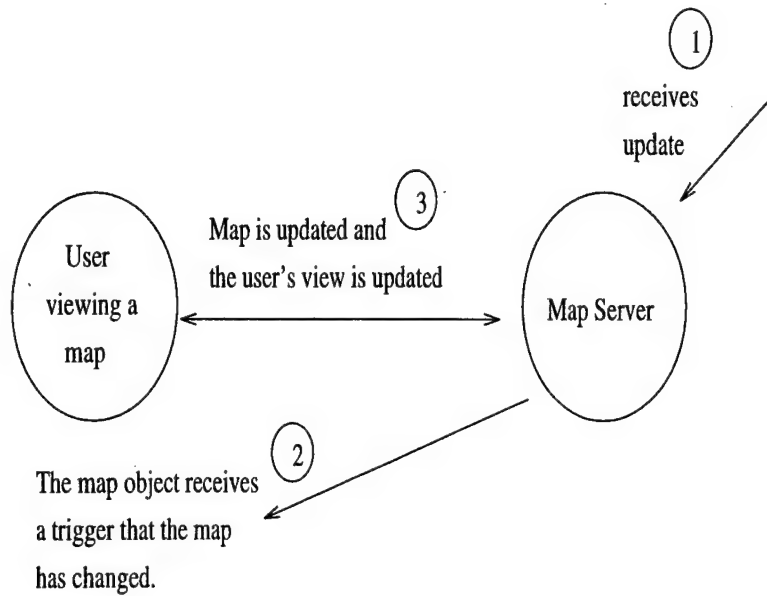 1
receives
update
3
Map is updated and
the user's view is updated
User
viewing a
map
Map Server
2
The map object receives
a trigger that the map
has changed.